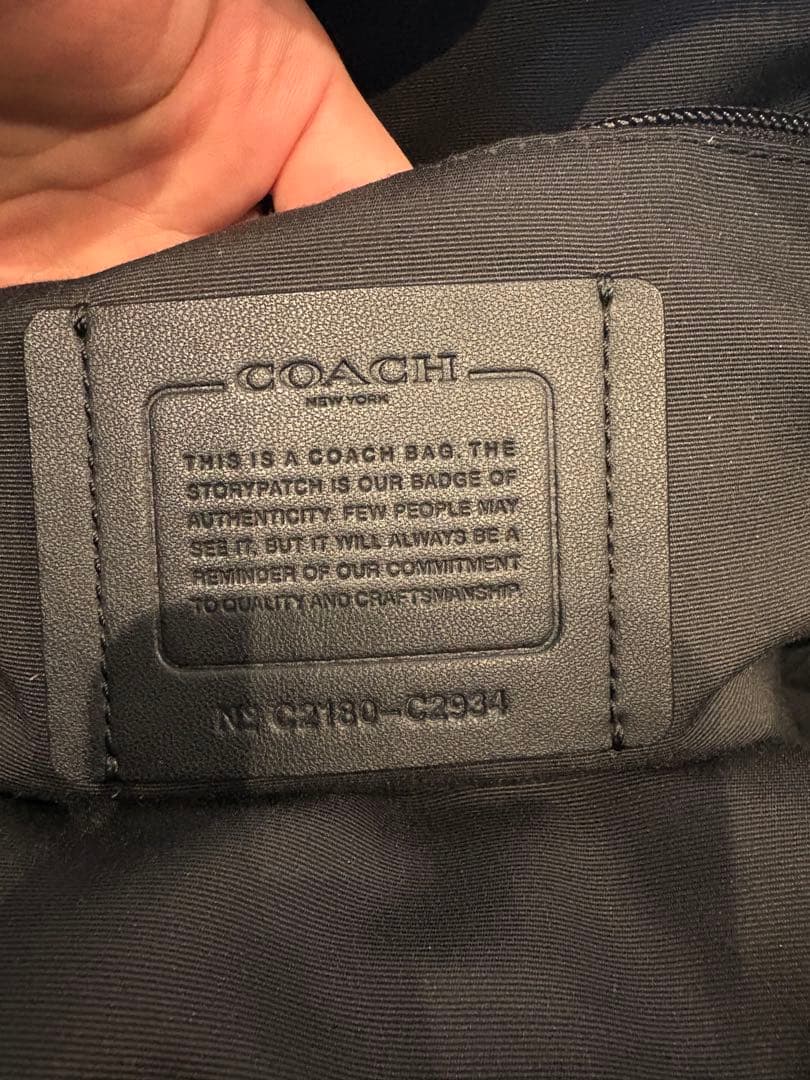 COACH
NEW YORK
THIS IS A COACH BAG. THE
STORYPATCH IS OUR BADGE OF
AUTHENTICITY. FEW PEOPLE MAY
SEE IT, BUT IT WILL ALWAYS BE A
REMINDER OF OUR COMMITMENT
TO QUALITY AND CRAFTSMANSHIP.
Nº C2180-C2934